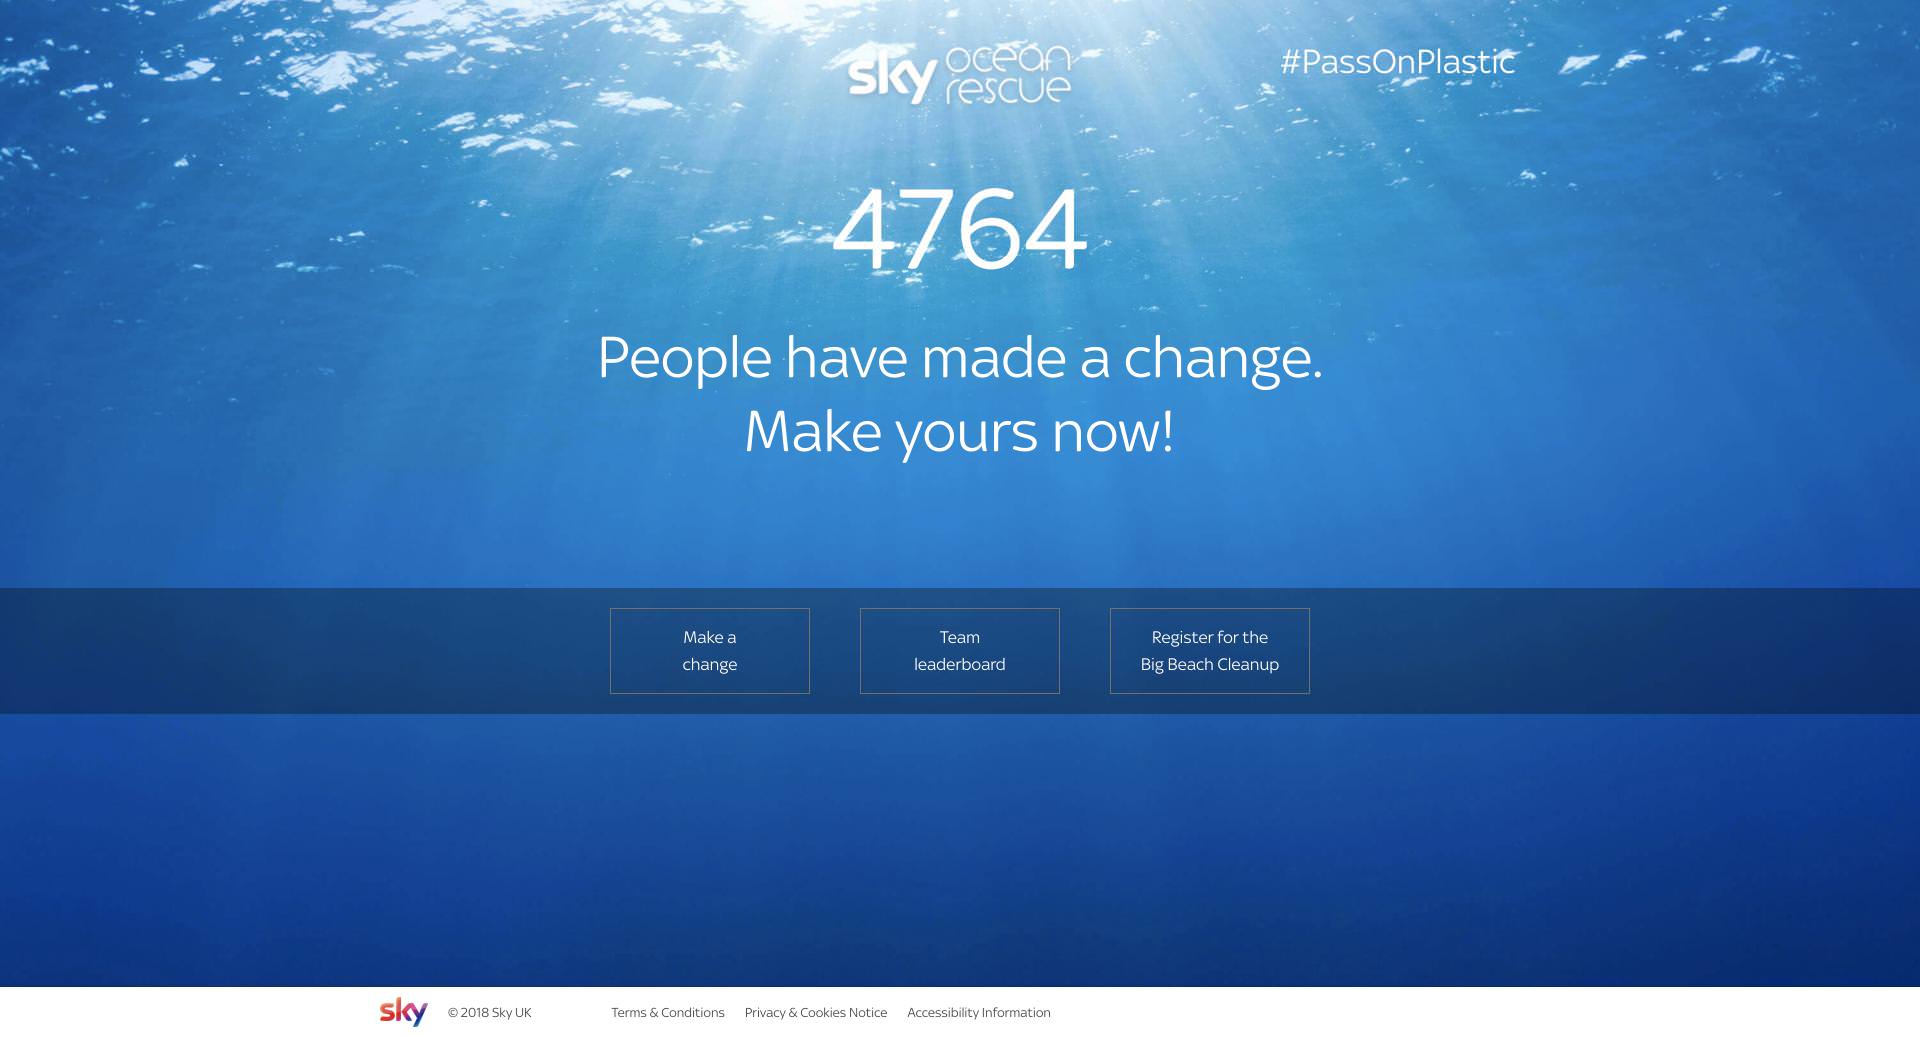 sky ocean rescue
#PassOnPlastic
4764
People have made a change.
Make yours now!
Make a
change
Team
leaderboard
Register for the
Big Beach Cleanup
sky © 2018 Sky UK Terms & Conditions Privacy & Cookies Notice Accessibility Information